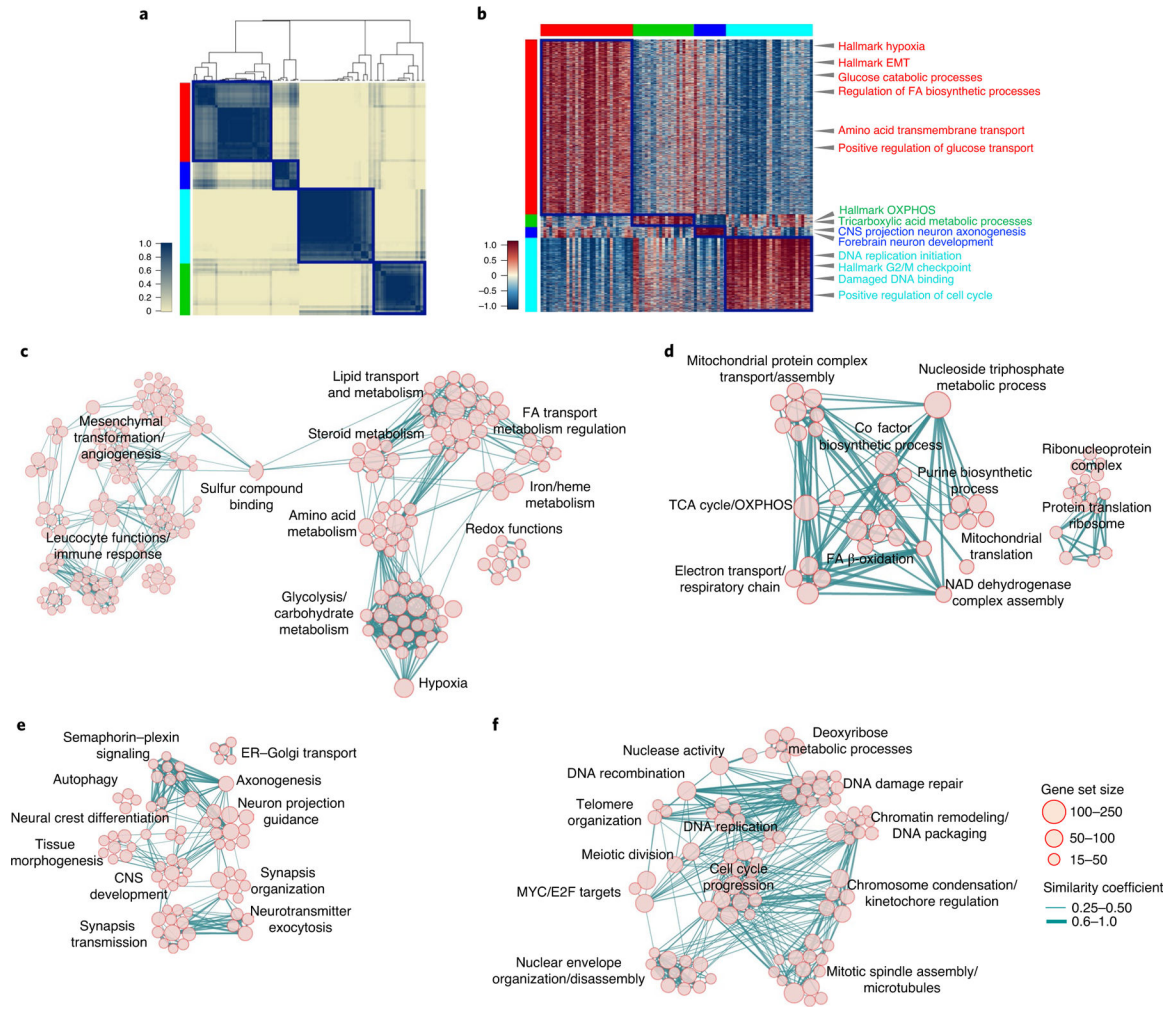 a
b
1.0
0.8
0.6
0.4
0.2
0
1.0
0.5
0
−0.5
−1.0
Hallmark hypoxia
Hallmark EMT
Glucose catabolic processes
Regulation of FA biosynthetic processes
Amino acid transmembrane transport
Positive regulation of glucose transport
Hallmark OXPHOS
Tricarboxylic acid metabolic processes
CNS projection neuron axonogenesis
Forebrain neuron development
DNA replication initiation
Hallmark G2/M checkpoint
Damaged DNA binding
Positive regulation of cell cycle
c
Mesenchymal
transformation/
angiogenesis
Leucocyte functions/
immune response
Sulfur compound
binding
Lipid transport
and metabolism
Steroid metabolism
FA transport
metabolism regulation
Iron/heme
metabolism
Amino acid
metabolism
Redox functions
Glycolysis/
carbohydrate
metabolism
Hypoxia
d
Mitochondrial protein complex
transport/assembly
Nucleoside triphosphate
metabolic process
Co factor
biosynthetic process
Purine biosynthetic
process
TCA cycle/OXPHOS
FA β-oxidation
Mitochondrial
translation
Electron transport/
respiratory chain
NAD dehydrogenase
complex assembly
Ribonucleoprotein
complex
Protein translation
ribosome
e
Semaphorin–plexin
signaling
ER–Golgi transport
Autophagy
Axonogenesis
Neural crest differentiation
Neuron projection
guidance
Tissue
morphogenesis
CNS
development
Synapsis
organization
Synapsis
transmission
Neurotransmitter
exocytosis
f
Deoxyribose
metabolic processes
Nuclease activity
DNA recombination
DNA damage repair
Telomere
organization
DNA replication
Chromatin remodeling/
DNA packaging
Meiotic division
Cell cycle
progression
MYC/E2F targets
Chromosome condensation/
kinetochore regulation
Nuclear envelope
organization/disassembly
Mitotic spindle assembly/
microtubules
Gene set size
100–250
50–100
15–50
Similarity coefficient
0.25–0.50
0.6–1.0